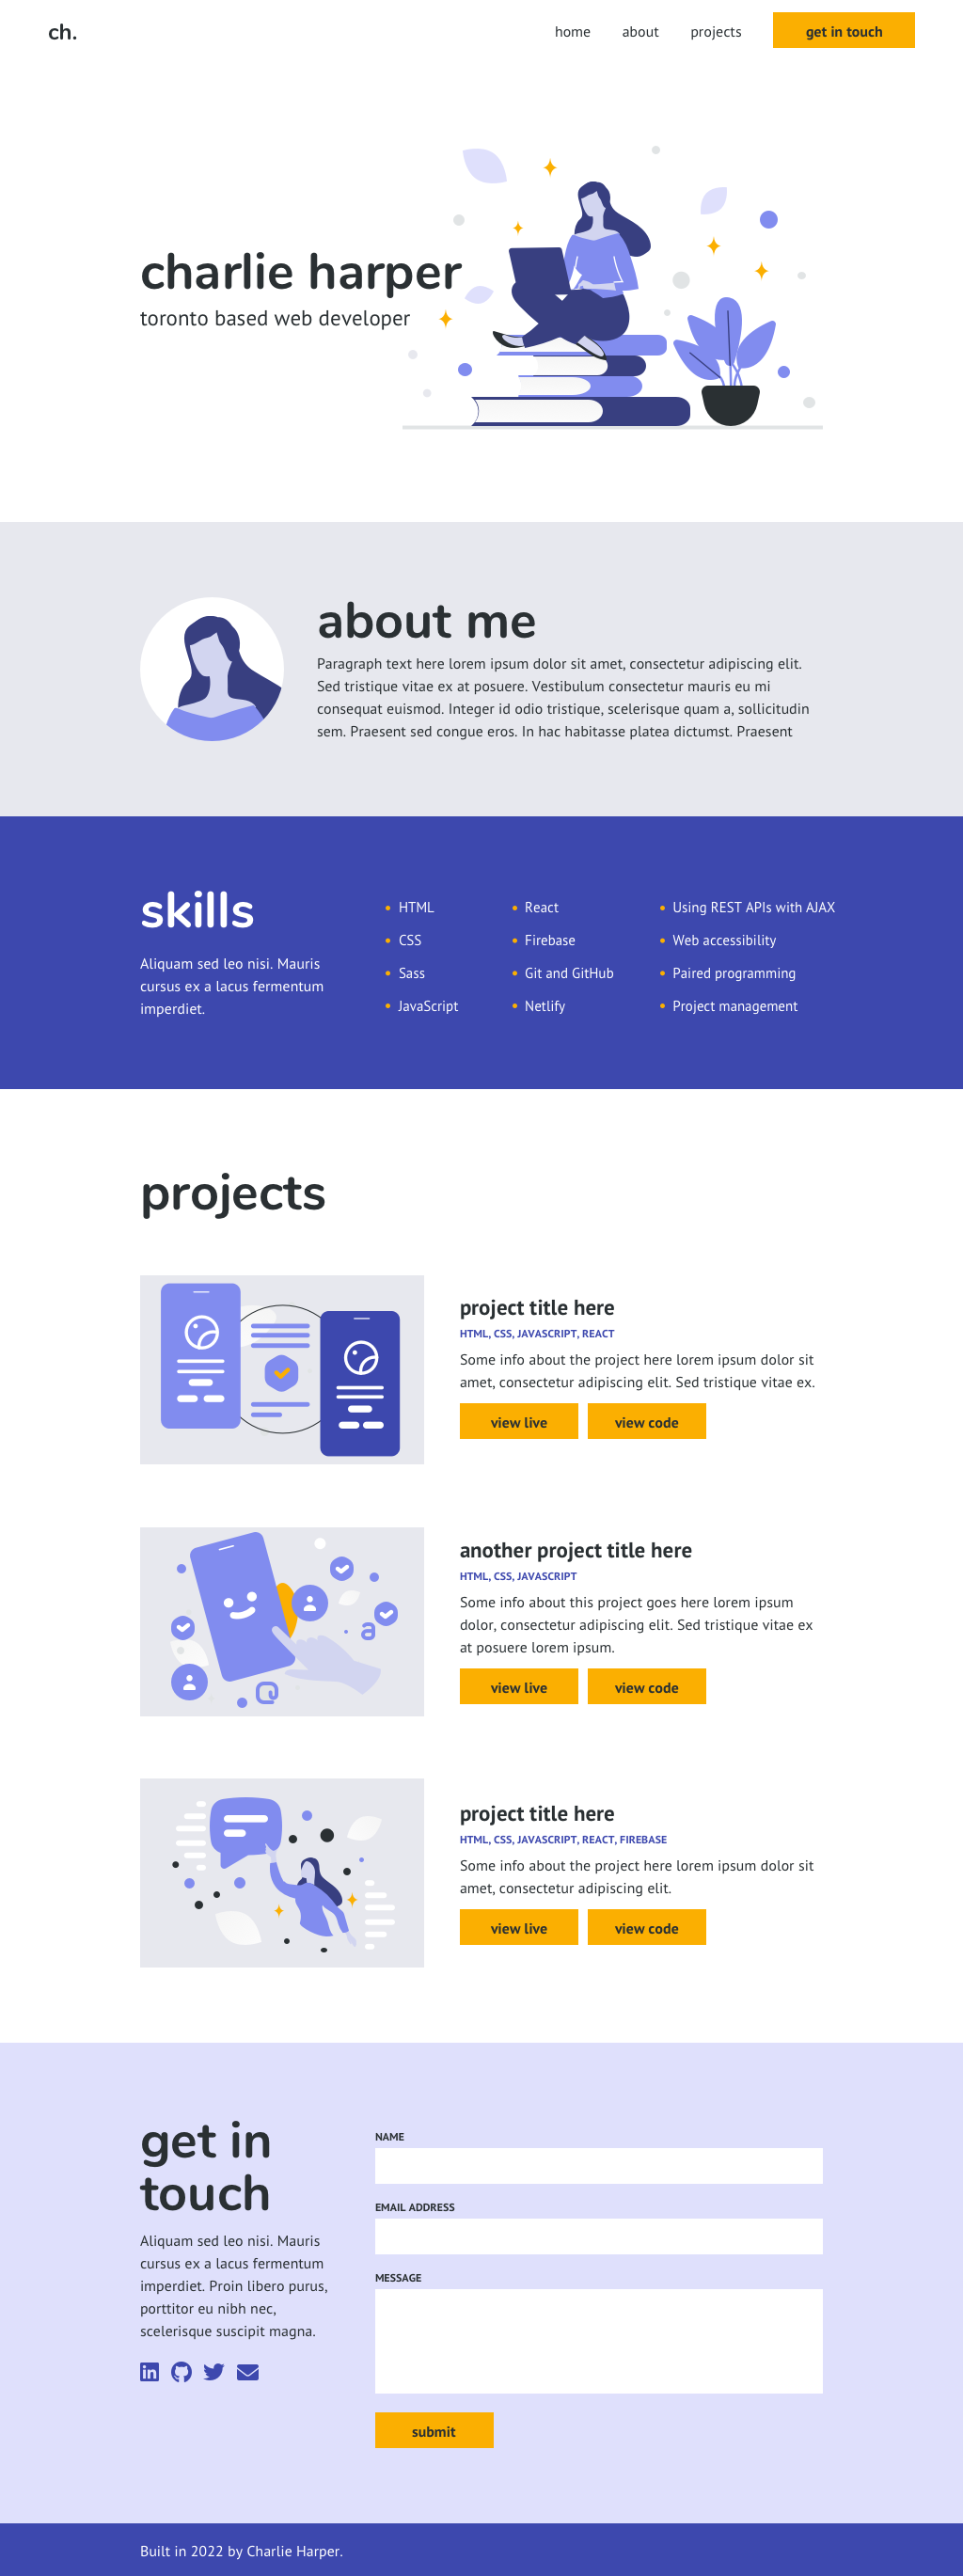 ch.
home
about
projects
get in touch
charlie harper
toronto based web developer
about me
Paragraph text here lorem ipsum dolor sit amet, consectetur adipiscing elit.
Sed tristique vitae ex at posuere. Vestibulum consectetur mauris eu mi
consequat euismod. Integer id odio tristique, scelerisque quam a, sollicitudin
sem. Praesent sed congue eros. In hac habitasse platea dictumst. Praesent
skills
Aliquam sed leo nisi. Mauris
cursus ex a lacus fermentum
imperdiet.
HTML
CSS
Sass
JavaScript
React
Firebase
Git and GitHub
Netlify
Using REST APIs with AJAX
Web accessibility
Paired programming
Project management
projects
project title here
HTML, CSS, JAVASCRIPT, REACT
Some info about the project here lorem ipsum dolor sit
amet, consectetur adipiscing elit. Sed tristique vitae ex.
view live
view code
a
another project title here
HTML, CSS, JAVASCRIPT
Some info about this project goes here lorem ipsum
dolor, consectetur adipiscing elit. Sed tristique vitae ex
at posuere lorem ipsum.
view live
view code
project title here
HTML, CSS, JAVASCRIPT, REACT, FIREBASE
Some info about the project here lorem ipsum dolor sit
amet, consectetur adipiscing elit.
view live
view code
get in
touch
Aliquam sed leo nisi. Mauris
cursus ex a lacus fermentum
imperdiet. Proin libero purus,
porttitor eu nibh nec,
scelerisque suscipit magna.
in
NAME
EMAIL ADDRESS
MESSAGE
submit
Built in 2022 by Charlie Harper.